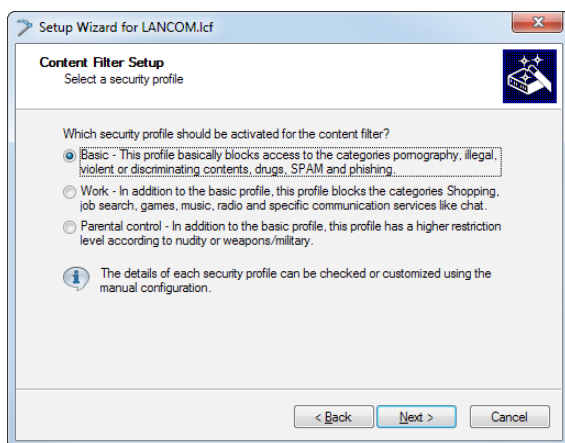 Setup Wizard for LANCOM.lcf
Content Filter Setup
Select a security profile
Which security profile should be activated for the content filter?
Basic - This profile basically blocks access to the categories pornography, illegal,
violent or discriminating contents, drugs, SPAM and phishing.
Work - In addition to the basic profile, this profile blocks the categories Shopping,
job search, games, music, radio and specific communication services like chat.
Parental control - In addition to the basic profile, this profile has a higher restriction
level according to nudity or weapons/military.
The details of each security profile can be checked or customized using the
manual configuration.
< Back
Next >
Cancel